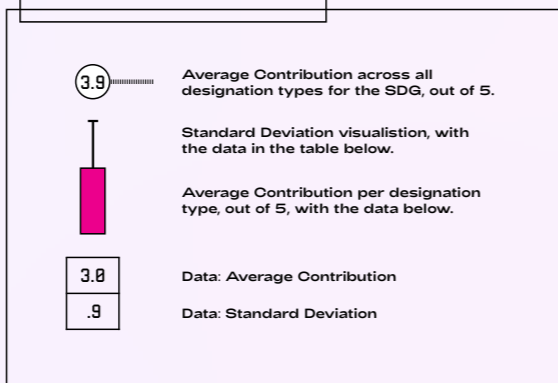 3.9
Average Contribution across all
designation types for the SDG, out of 5.
Standard Deviation visualistion, with
the data in the table below.
Average Contribution per designation
type, out of 5, with the data below.
3.0
Data: Average Contribution
.9
Data: Standard Deviation